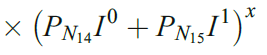 × (P_{N_{14}} I^0 + P_{N_{15}} I^1)^x